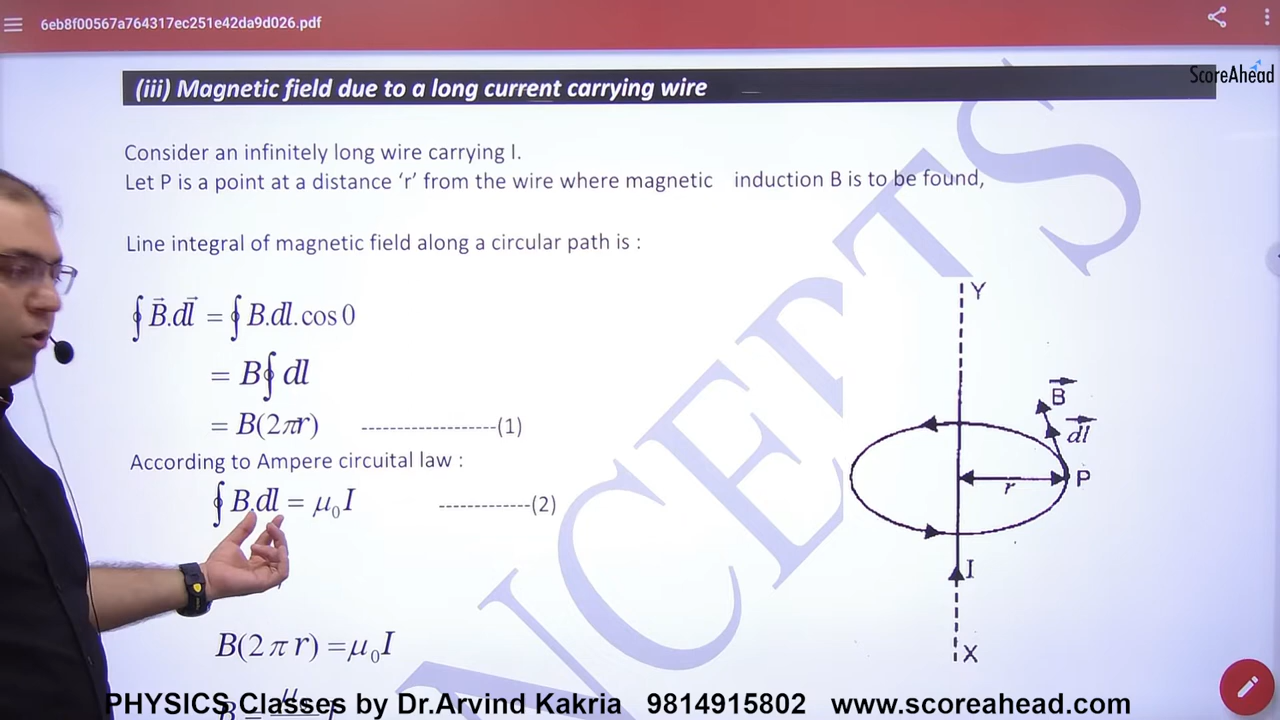 6eb8f00567a764317ec251e42da9d026.pdf
ScoreAhead
(iii) Magnetic field due to a long current carrying wire
Consider an infinitely long wire carrying I.
Let P is a point at a distance ‘r’ from the wire where magnetic induction B is to be found,
Line integral of magnetic field along a circular path is :
∮ B⃗.dl⃗ = ∮ B.dl.cos 0
= B∮ dl
= B(2πr) -------------------(1)
According to Ampere circuital law :
∮ B.dl = μ₀I -------------(2)
B(2π r) =μ₀I
Y
B⃗
dl⃗
P
r
I
X
NCEPTS
PHYSICS Classes by Dr.Arvind Kakria 9814915802 www.scoreahead.com